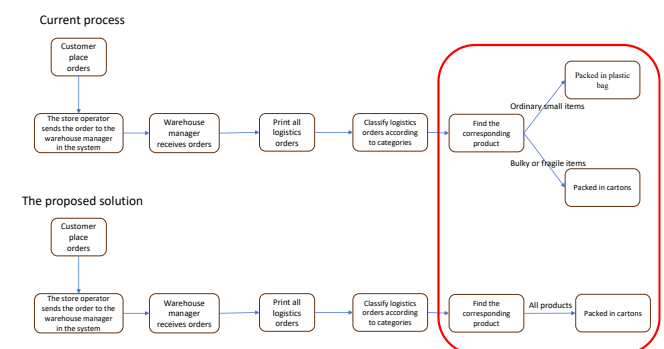 Current process
Customer
place
orders
The store operator
sends the order to the
warehouse manager
in the system
Warehouse
manager
receives orders
Print all
logistics
orders
Classify logistics
orders according
to categories
Find the
corresponding
product
Ordinary small items
Packed in plastic
bag
Bulky or fragile items
Packed in cartons
The proposed solution
Customer
place
orders
The store operator
sends the order to the
warehouse manager
in the system
Warehouse
manager
receives orders
Print all
logistics
orders
Classify logistics
orders according
to categories
Find the
corresponding
product
All products
Packed in cartons